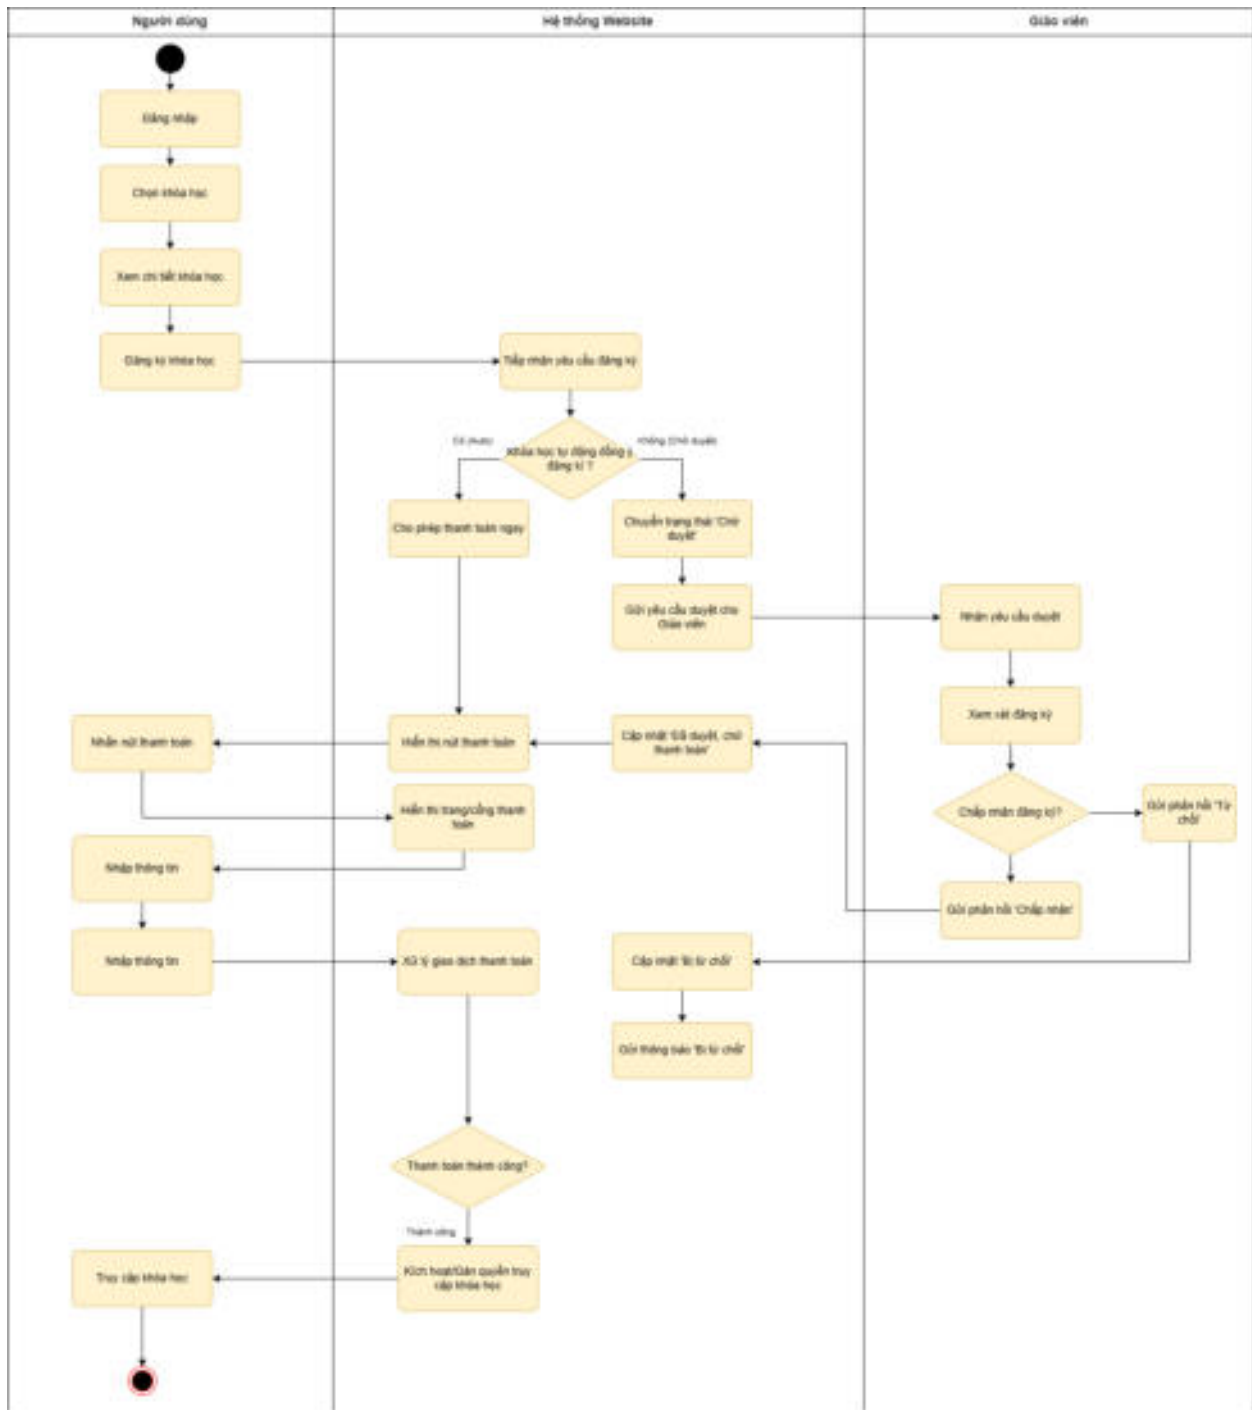 Người dùng
Hệ thống Website
Giáo viên
Đăng nhập
Chọn khóa học
Xem chi tiết khóa học
Đăng ký khóa học
Tiếp nhận yêu cầu đăng ký
Khóa học tự động đồng ý
đăng kí ?
Có (Auto)
Không (Chờ duyệt)
Cho phép thanh toán ngay
Chuyển trạng thái 'Chờ
duyệt'
Gửi yêu cầu duyệt cho
Giáo viên
Nhận yêu cầu duyệt
Xem xét đăng ký
Chấp nhận đăng ký?
Gửi phản hồi 'Từ
chối'
Gửi phản hồi 'Chấp nhận'
Cập nhật 'Đã duyệt, chờ
thanh toán'
Hiển thị nút thanh toán
Nhấn nút thanh toán
Hiển thị trang/cổng thanh
toán
Nhập thông tin
Nhập thông tin
Xử lý giao dịch thanh toán
Cập nhật 'Bị từ chối'
Gửi thông báo 'Bị từ chối'
Thanh toán thành công?
Thành công
Kích hoạt/Gán quyền truy
cập khóa học
Truy cập khóa học